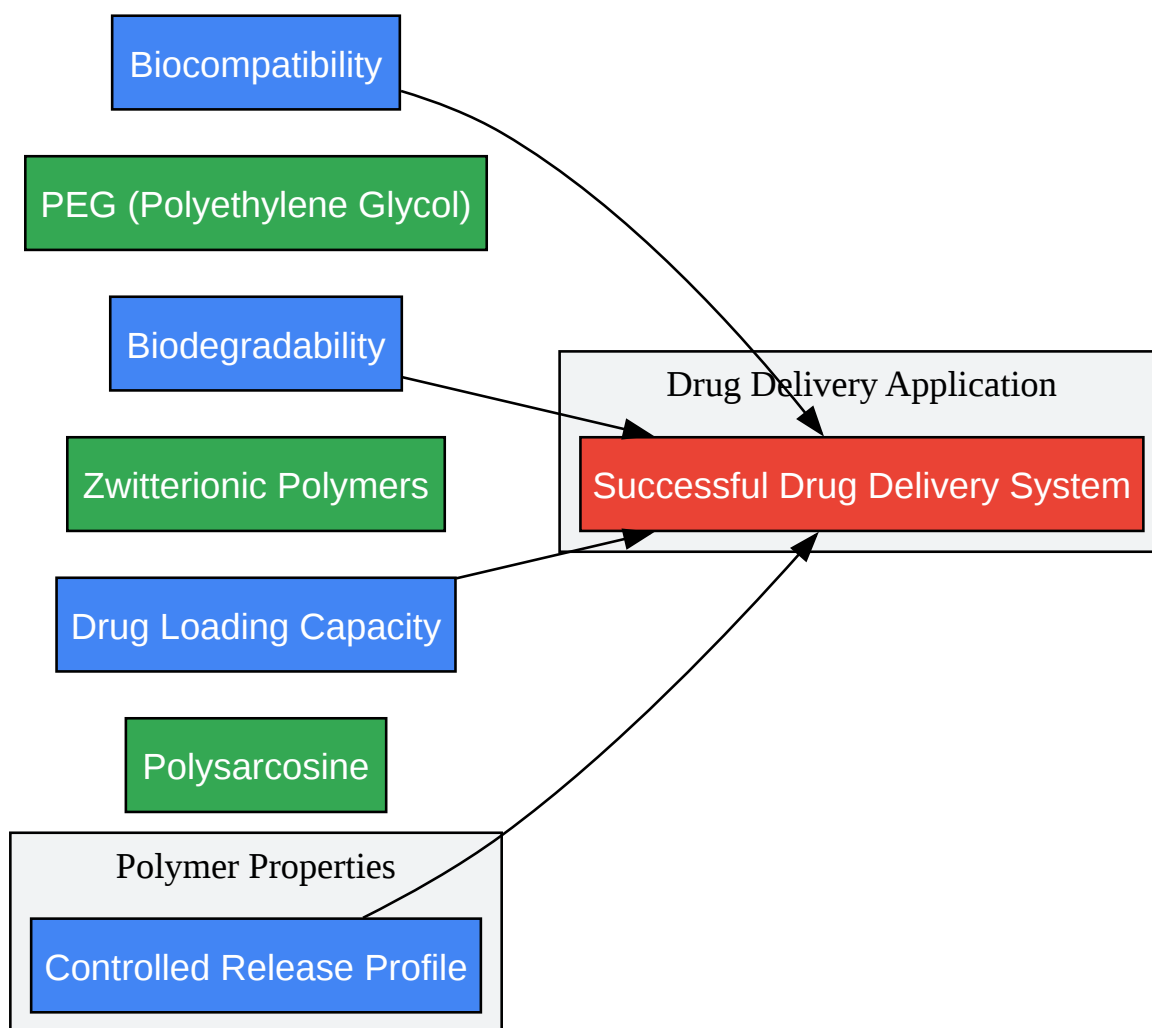 Biocompatibility
PEG (Polyethylene Glycol)
Biodegradability
Drug Delivery Application
Zwitterionic Polymers
Successful Drug Delivery System
Drug Loading Capacity
Polysarcosine
Polymer Properties
Controlled Release Profile